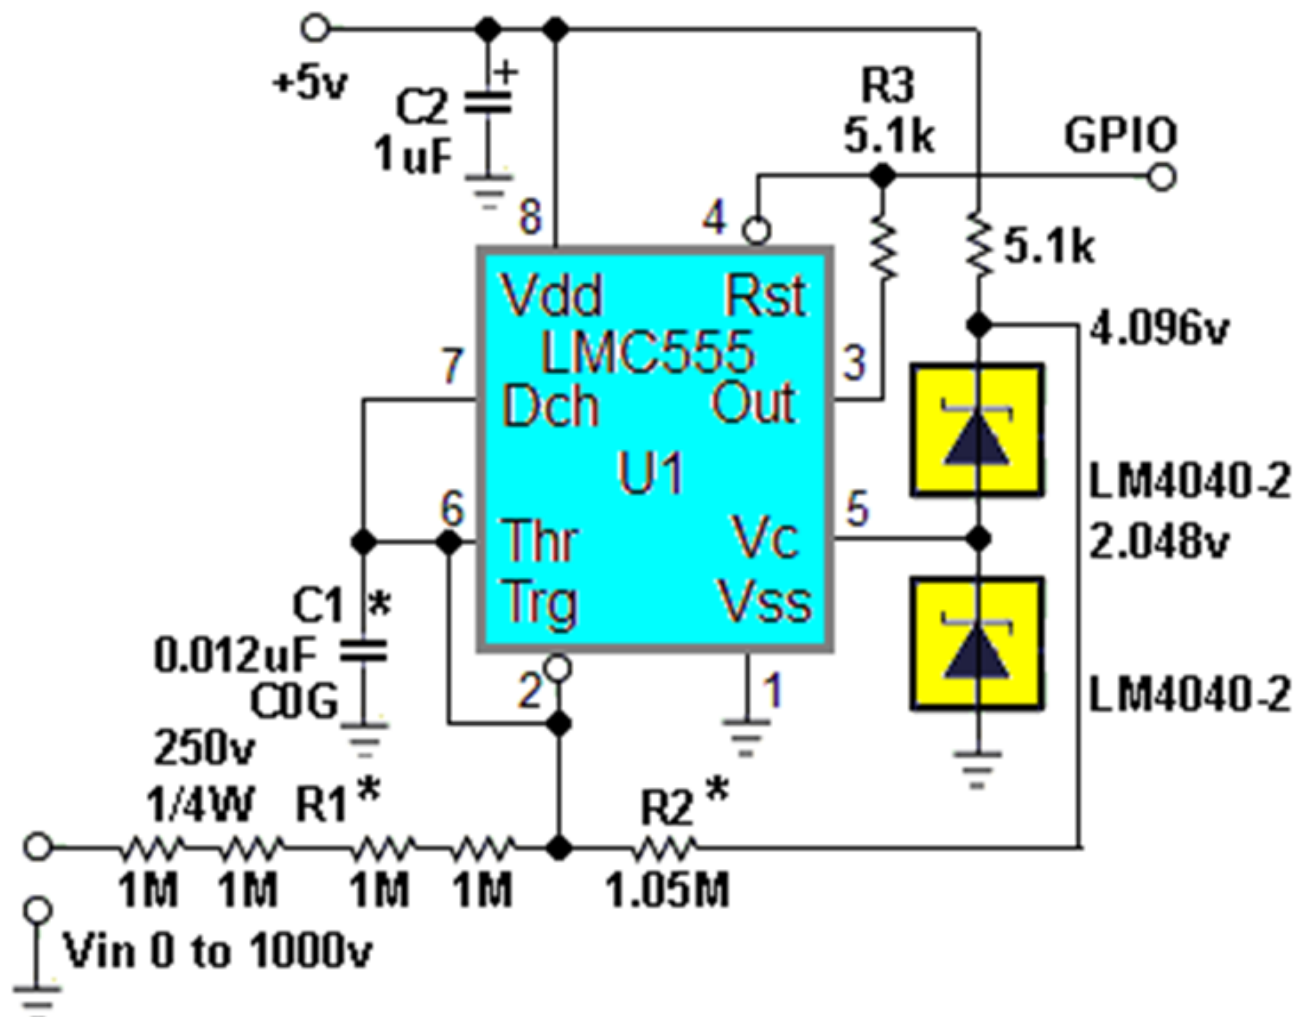 +5v
+
C2
1uF
R3
5.1k
GPIO
8
4
5.1k
Vdd
Rst
LMC555
4.096v
7
3
Dch
Out
U1
LM4040-2
6
5
Thr
Vc
2.048v
Trg
Vss
C1 *
0.012uF
C0G
2
1
LM4040-2
250v
1/4W
R1 *
R2 *
1M
1M
1M
1M
1.05M
Vin 0 to 1000v